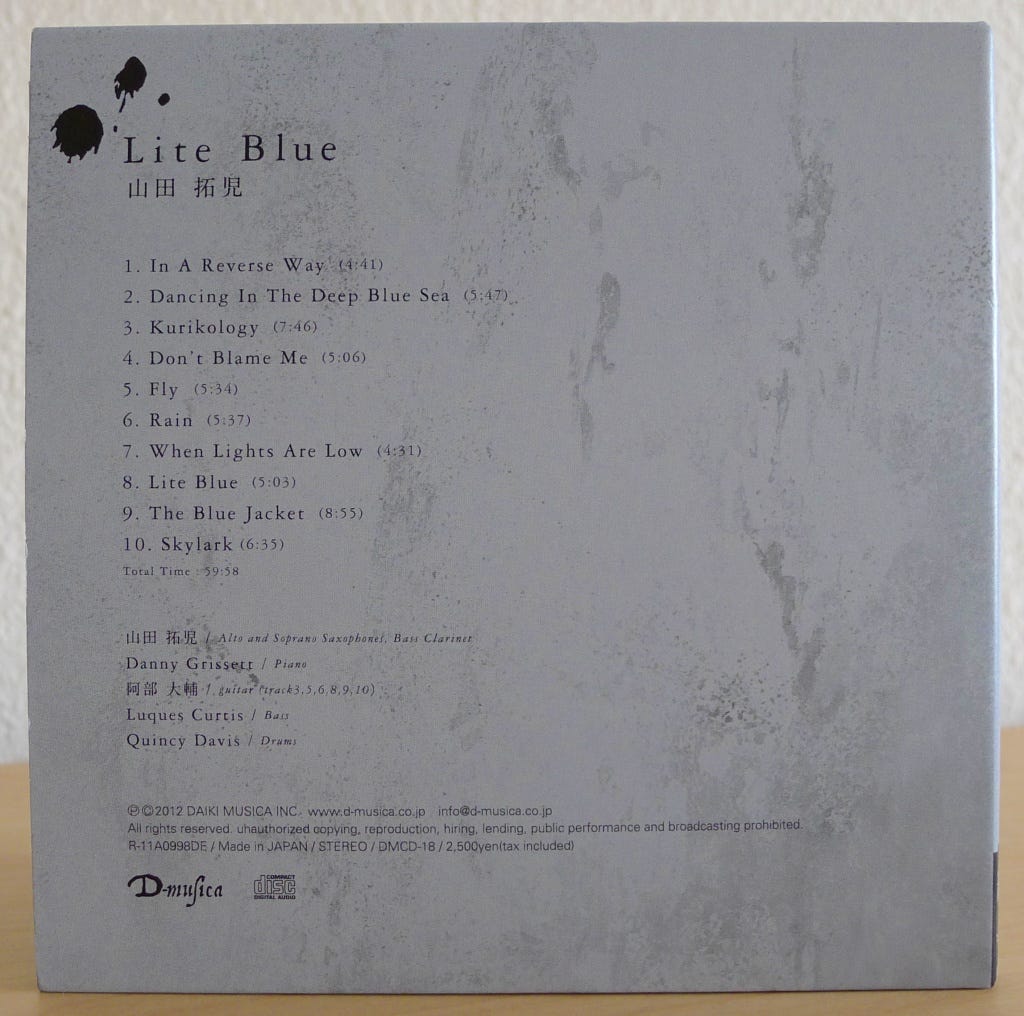 Lite Blue
山田 拓児
1. In A Reverse Way (4:41)
2. Dancing In The Deep Blue Sea (5:47)
3. Kurikology (7:46)
4. Don't Blame Me (5:06)
5. Fly (5:34)
6. Rain (5:37)
7. When Lights Are Low (4:31)
8. Lite Blue (5:03)
9. The Blue Jacket (8:55)
10. Skylark (6:35)
Total Time : 59:58
山田 拓児 / Alto and Soprano Saxophones, Bass Clarinet
Danny Grissett / Piano
阿部 大輔 / guitar (track3,5,6,8,9,10)
Luques Curtis / Bass
Quincy Davis / Drums
℗©2012 DAIKI MUSICA INC. www.d-musica.co.jp info@d-musica.co.jp
All rights reserved. uhauthorized copying, reproduction, hiring, lending, public performance and broadcasting prohibited.
R-11A0998DE / Made in JAPAN / STEREO / DMCD-18 / 2,500yen(tax included)
D-musica
COMPACT disc DIGITAL AUDIO